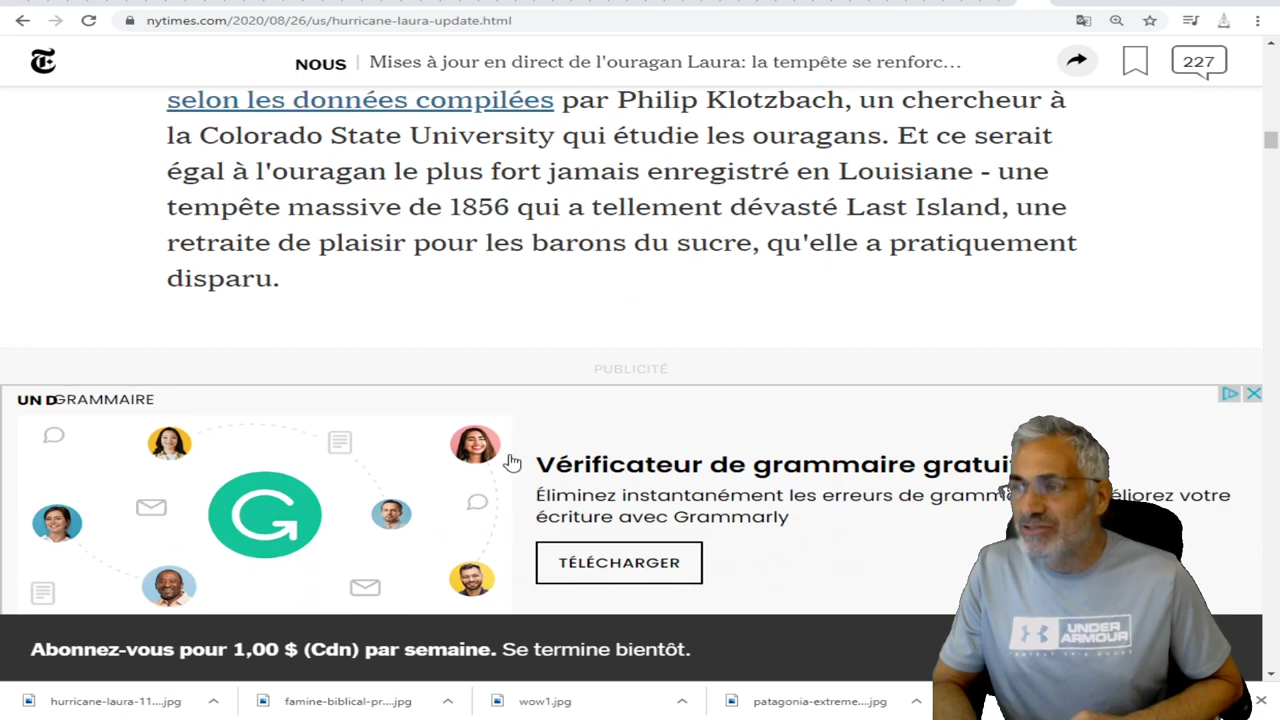 nytimes.com/2020/08/26/us/hurricane-laura-update.html
NOUS | Mises à jour en direct de l'ouragan Laura: la tempête se renforc…
227
selon les données compilées par Philip Klotzbach, un chercheur à
la Colorado State University qui étudie les ouragans. Et ce serait
égal à l'ouragan le plus fort jamais enregistré en Louisiane - une
tempête massive de 1856 qui a tellement dévasté Last Island, une
retraite de plaisir pour les barons du sucre, qu'elle a pratiquement
disparu.
PUBLICITÉ
UN D GRAMMAIRE
Vérificateur de grammaire gratui
Éliminez instantanément les erreurs de gramm éliorez votre
écriture avec Grammarly
TÉLÉCHARGER
UNDER
ARMOUR
Abonnez-vous pour 1,00 $ (Cdn) par semaine. Se termine bientôt.
hurricane-laura-11....jpg
famine-biblical-pr....jpg
wow1.jpg
patagonia-extreme....jpg